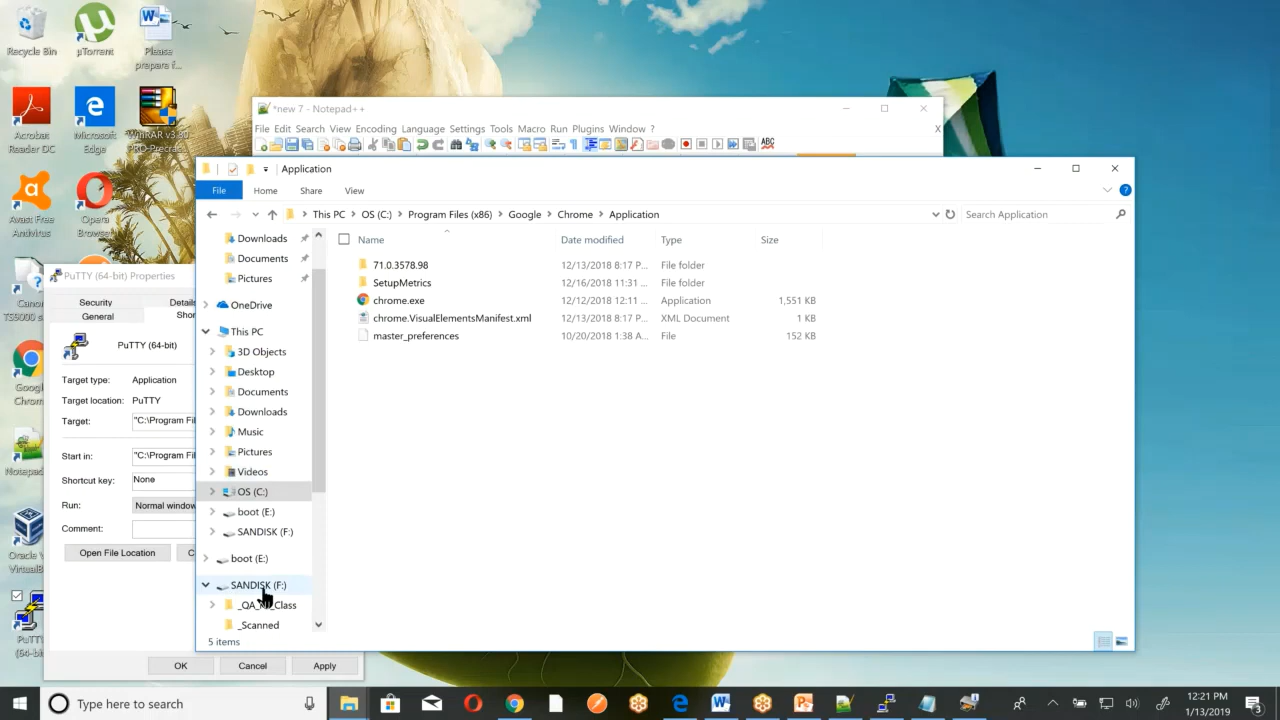 Recycle Bin
µTorrent
Please
prepare f...
Acrobat
Reader DC
Microsoft
Edge
WinRAR v3.80
PRO-Precrac...
Avast Free
Antivirus
Opera
Browser
*new 7 - Notepad++
File Edit Search View Encoding Language Settings Tools Macro Run Plugins Window ?
X
ABC
Application
File Home Share View
This PC > OS (C:) > Program Files (x86) > Google > Chrome > Application
Search Application
Name Date modified Type Size
71.0.3578.98 12/13/2018 8:17 P... File folder
SetupMetrics 12/16/2018 11:31 ... File folder
chrome.exe 12/12/2018 12:11 ... Application 1,551 KB
chrome.VisualElementsManifest.xml 12/13/2018 8:17 P... XML Document 1 KB
master_preferences 10/20/2018 1:38 A... File 152 KB
Downloads
Documents
Pictures
OneDrive
This PC
3D Objects
Desktop
Documents
Downloads
Music
Pictures
Videos
OS (C:)
boot (E:)
SANDISK (F:)
boot (E:)
SANDISK (F:)
_Scanned
5 items
PuTTY (64-bit) Properties
Security Details
General Shor
PuTTY (64-bit)
Target type: Application
Target location: PuTTY
Target: "C:\Program Fil
Start in: "C:\Program Fil
Shortcut key: None
Run: Normal window
Comment:
Open File Location C
OK Cancel Apply
Canon
TS5000 s
Googl
Chrom
Notepad
Oracle V
VirtualB
PuTTY
(64-bi
Type here to search
12:21 PM
1/13/2019
3